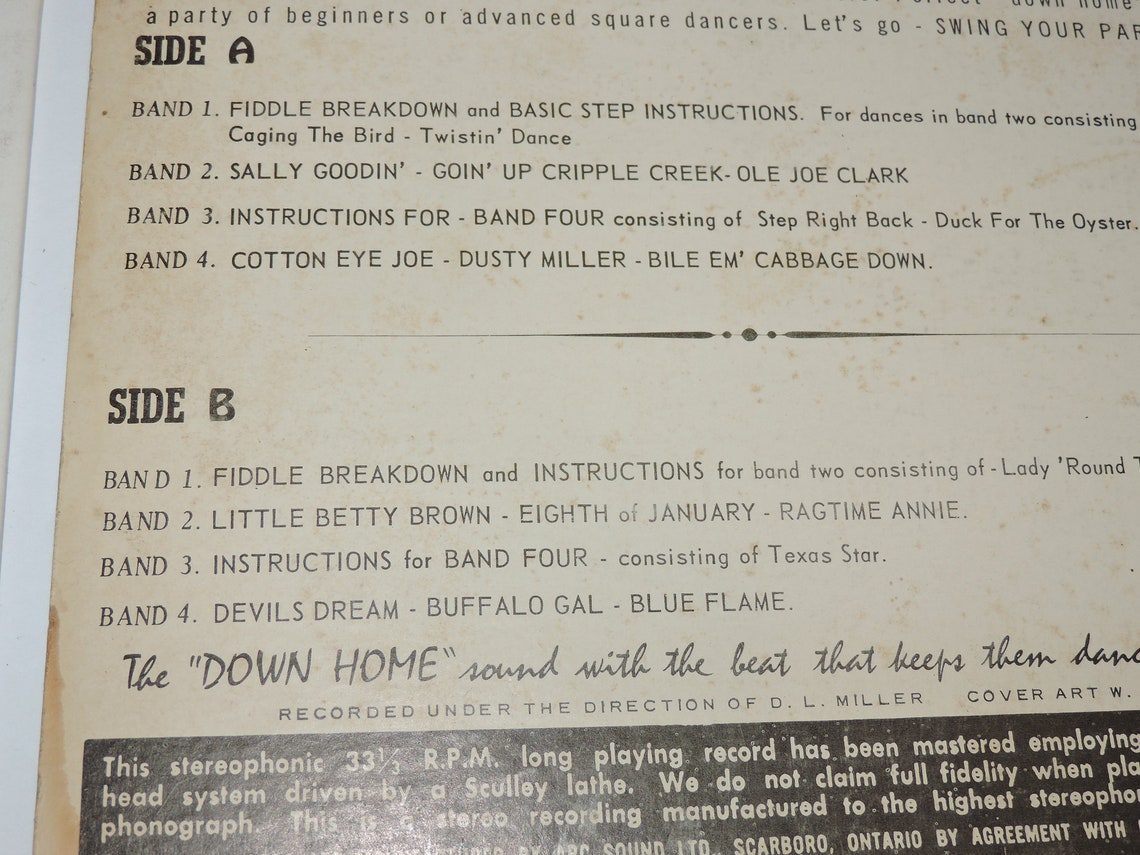 a party of beginners or advanced square dancers. Let's go - SWING YOUR PAR
SIDE A
BAND 1. FIDDLE BREAKDOWN and BASIC STEP INSTRUCTIONS. For dances in band two consisting
Caging The Bird - Twistin' Dance
BAND 2. SALLY GOODIN' - GOIN' UP CRIPPLE CREEK- OLE JOE CLARK
BAND 3. INSTRUCTIONS FOR - BAND FOUR consisting of Step Right Back - Duck For The Oyster.
BAND 4. COTTON EYE JOE - DUSTY MILLER - BILE EM' CABBAGE DOWN.
SIDE B
BAND 1. FIDDLE BREAKDOWN and INSTRUCTIONS for band two consisting of - Lady 'Round T
BAND 2. LITTLE BETTY BROWN - EIGHTH of JANUARY - RAGTIME ANNIE.
BAND 3. INSTRUCTIONS for BAND FOUR - consisting of Texas Star.
BAND 4. DEVILS DREAM - BUFFALO GAL - BLUE FLAME.
The "DOWN HOME" sound with the beat that keeps them danc
RECORDED UNDER THE DIRECTION OF D. L. MILLER COVER ART W.
This stereophonic 33⅓ R.P.M. long playing record has been mastered employing
head system driven by a Sculley lathe. We do not claim full fidelity when pla
phonograph. This is a stereo recording manufactured to the highest stereopho
BY ARC SOUND LTD., SCARBORO, ONTARIO BY AGREEMENT WITH